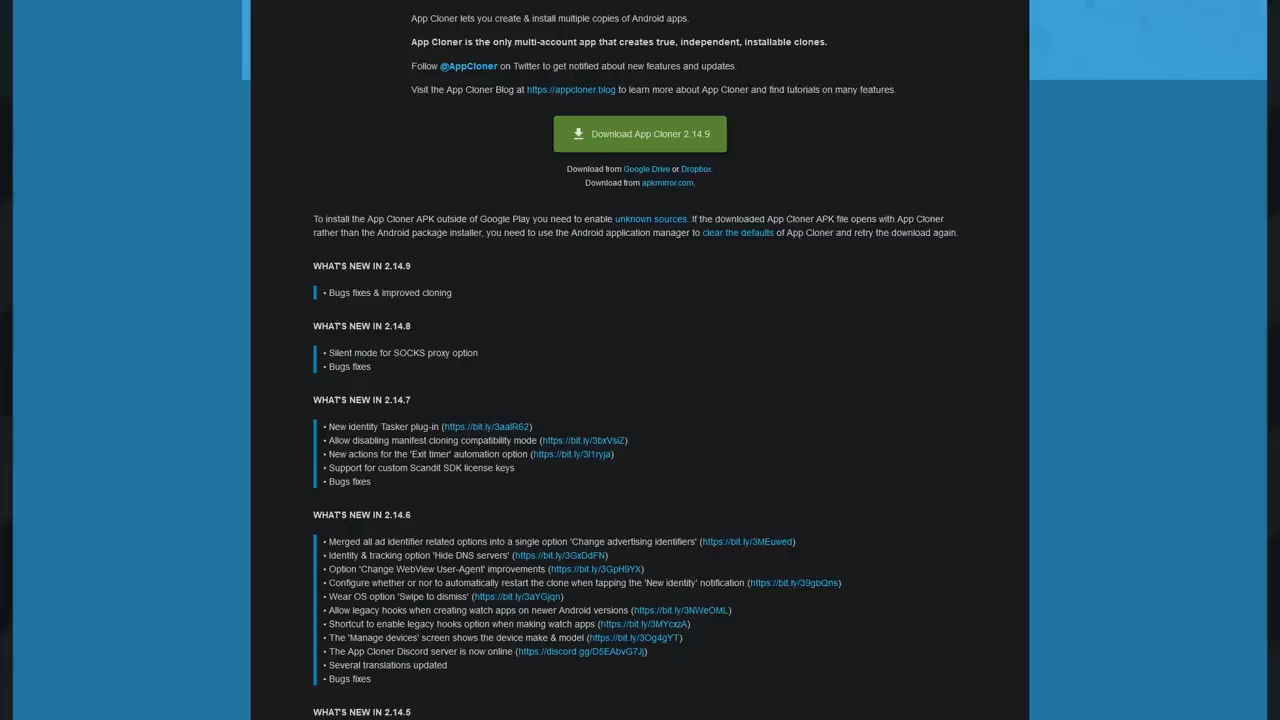 App Cloner lets you create & install multiple copies of Android apps.
App Cloner is the only multi-account app that creates true, independent, installable clones.
Follow @AppCloner on Twitter to get notified about new features and updates.
Visit the App Cloner Blog at https://appcloner.blog to learn more about App Cloner and find tutorials on many features.
Download App Cloner 2.14.9
Download from Google Drive or Dropbox.
Download from apkmirror.com.
To install the App Cloner APK outside of Google Play you need to enable unknown sources. If the downloaded App Cloner APK file opens with App Cloner
rather than the Android package installer, you need to use the Android application manager to clear the defaults of App Cloner and retry the download again.
WHAT'S NEW IN 2.14.9
• Bugs fixes & improved cloning
WHAT'S NEW IN 2.14.8
• Silent mode for SOCKS proxy option
• Bugs fixes
WHAT'S NEW IN 2.14.7
• New identity Tasker plug-in (https://bit.ly/3aalR62)
• Allow disabling manifest cloning compatibility mode (https://bit.ly/3bxVsiZ)
• New actions for the 'Exit timer' automation option (https://bit.ly/3l1ryja)
• Support for custom Scandit SDK license keys
• Bugs fixes
WHAT'S NEW IN 2.14.6
• Merged all ad identifier related options into a single option 'Change advertising identifiers' (https://bit.ly/3MEuwed)
• Identity & tracking option 'Hide DNS servers' (https://bit.ly/3GxDdFN)
• Option 'Change WebView User-Agent' improvements (https://bit.ly/3GpH9YX)
• Configure whether or nor to automatically restart the clone when tapping the 'New identity' notification (https://bit.ly/39gbQns)
• Wear OS option 'Swipe to dismiss' (https://bit.ly/3aYGjqn)
• Allow legacy hooks when creating watch apps on newer Android versions (https://bit.ly/3NWeOML)
• Shortcut to enable legacy hooks option when making watch apps (https://bit.ly/3MYcxzA)
• The 'Manage devices' screen shows the device make & model (https://bit.ly/3Og4gYT)
• The App Cloner Discord server is now online (https://discord.gg/D5EAbvG7Jj)
• Several translations updated
• Bugs fixes
WHAT'S NEW IN 2.14.5